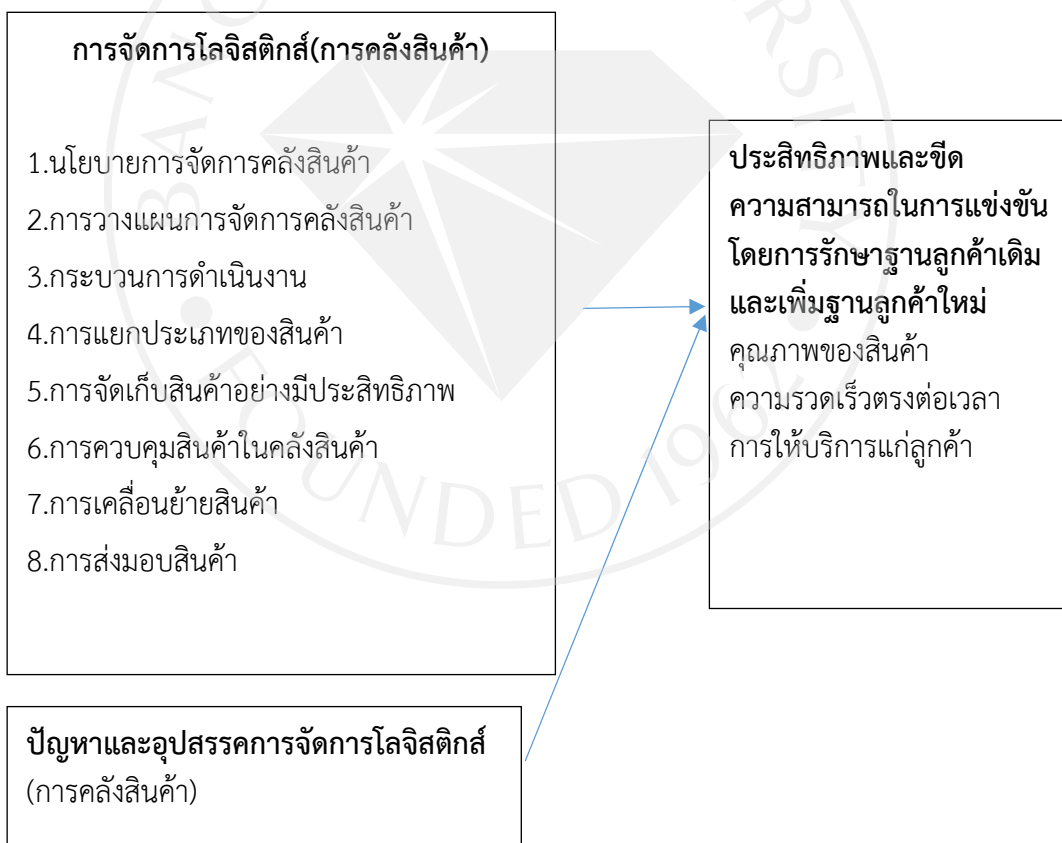 การจัดการโลจิสติกส์(การคลังสินค้า)
1.นโยบายการจัดการคลังสินค้า
2.การวางแผนการจัดการคลังสินค้า
3.กระบวนการดำเนินงาน
4.การแยกประเภทของสินค้า
5.การจัดเก็บสินค้าอย่างมีประสิทธิภาพ
6.การควบคุมสินค้าในคลังสินค้า
7.การเคลื่อนย้ายสินค้า
8.การส่งมอบสินค้า
ปัญหาและอุปสรรคการจัดการโลจิสติกส์
(การคลังสินค้า)
ประสิทธิภาพและขีด
ความสามารถในการแข่งขัน
โดยการรักษาฐานลูกค้าเดิม
และเพิ่มฐานลูกค้าใหม่
คุณภาพของสินค้า
ความรวดเร็วตรงต่อเวลา
การให้บริการแก่ลูกค้า
FOUNDED 1962